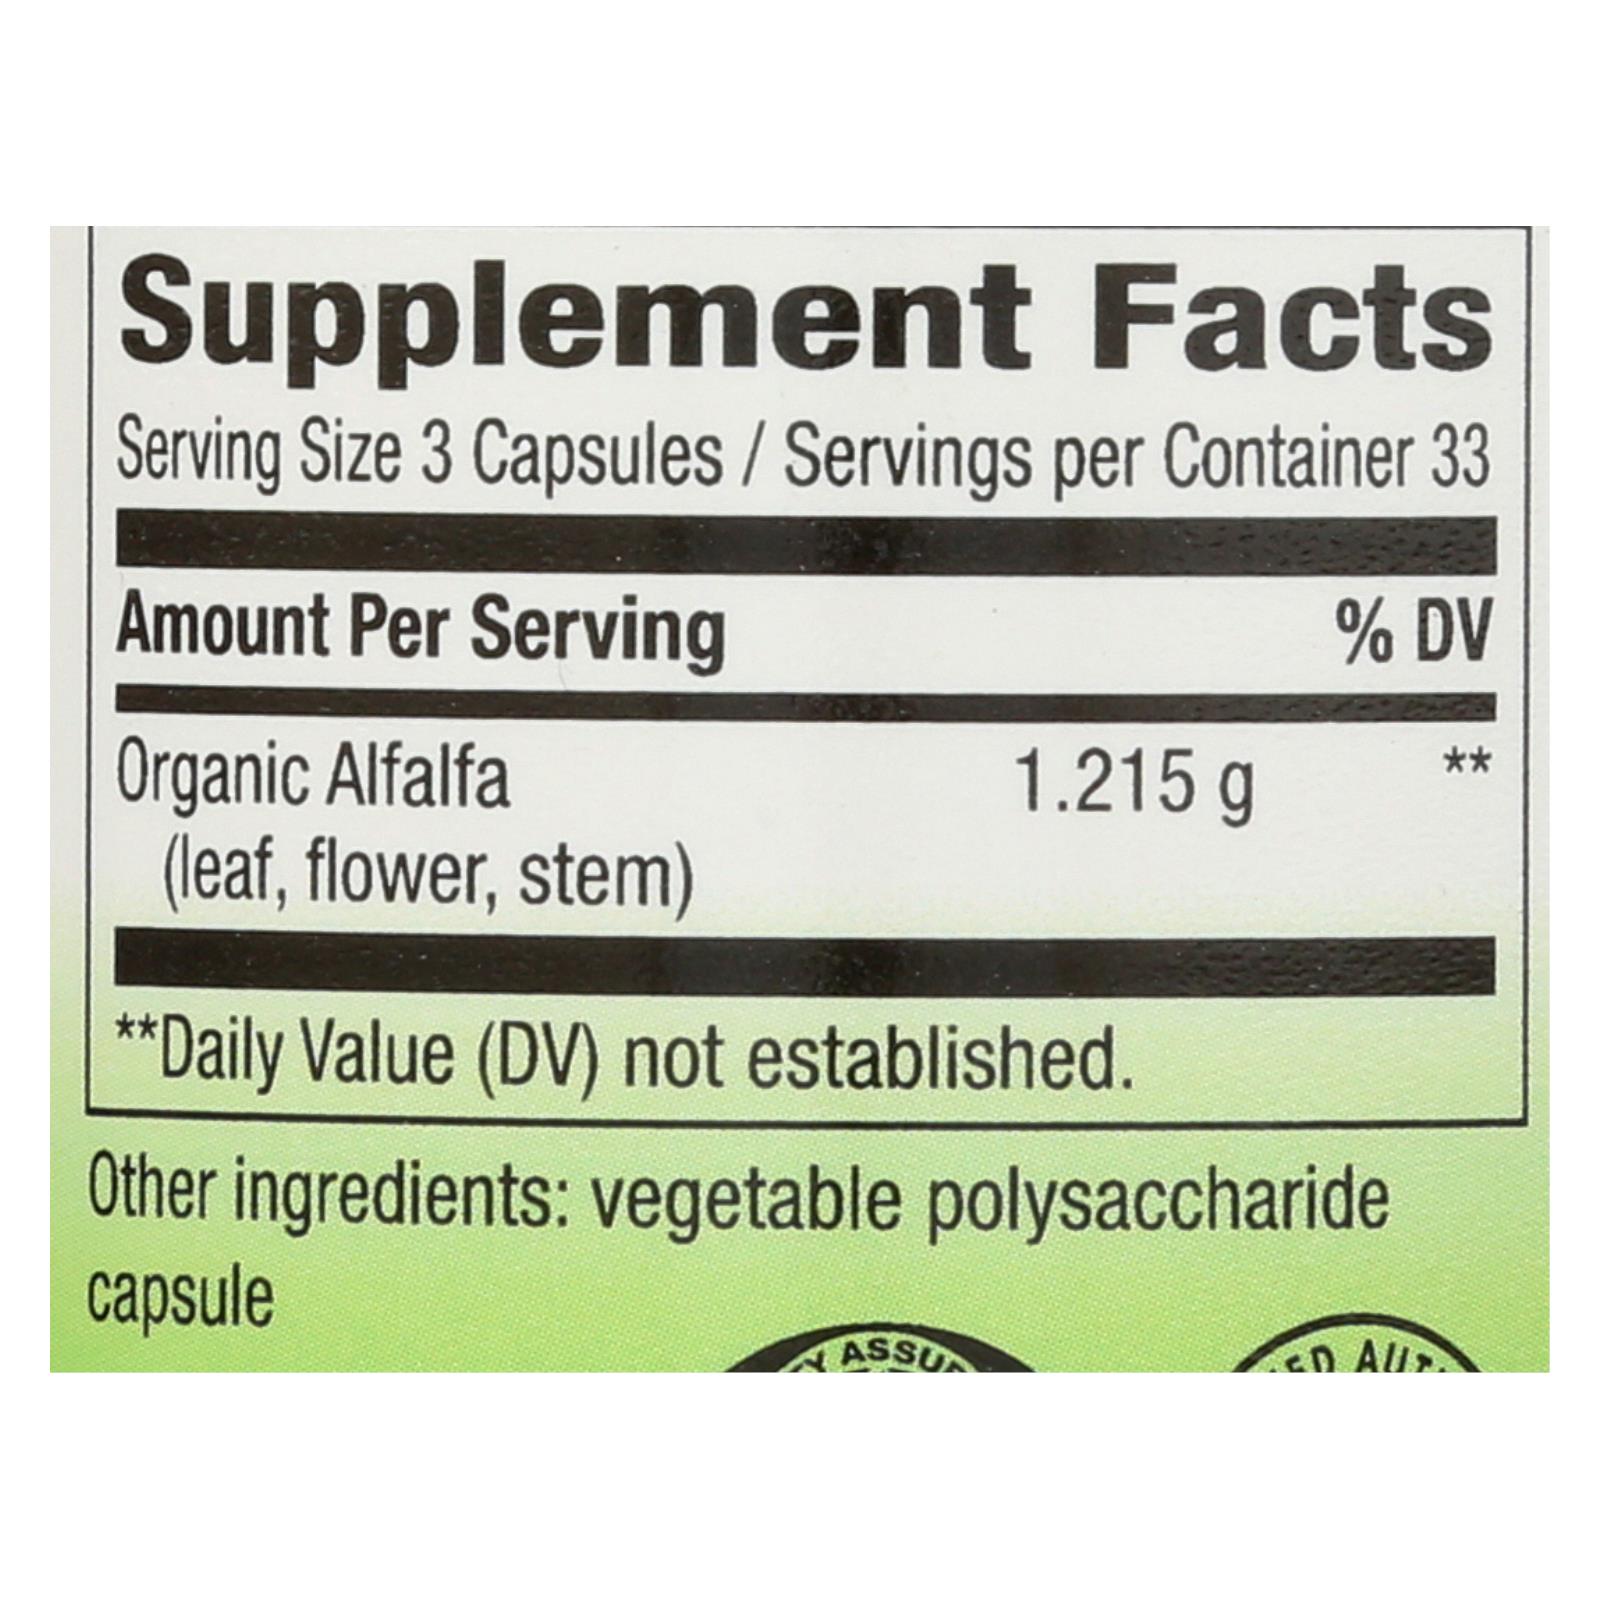 Supplement Facts
Serving Size 3 Capsules / Servings per Container 33
Amount Per Serving % DV
Organic Alfalfa 1.215 g **
(leaf, flower, stem)
**Daily Value (DV) not established.
Other ingredients: vegetable polysaccharide
capsule